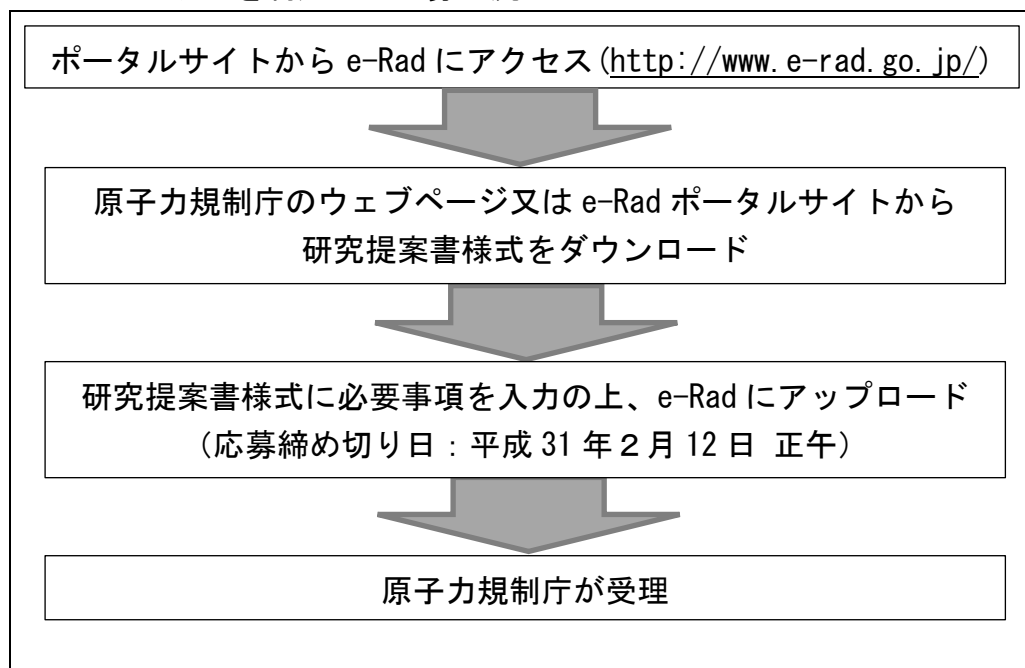 ポータルサイトから e-Rad にアクセス(http://www.e-rad.go.jp/)
原子力規制庁のウェブページ又は e-Rad ポータルサイトから
研究提案書様式をダウンロード
研究提案書様式に必要事項を入力の上、e-Rad にアップロード
(応募締め切り日：平成 31 年２月 12 日 正午)
原子力規制庁が受理